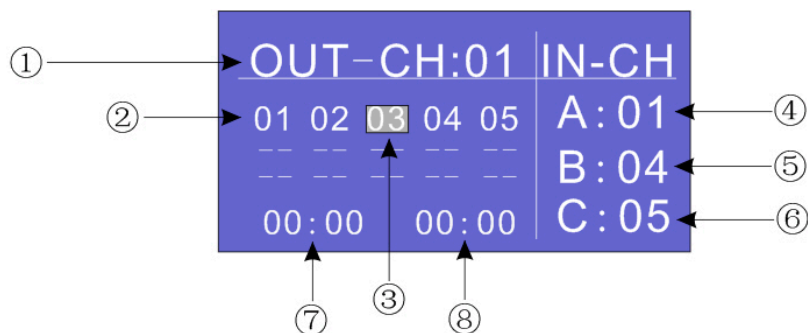 ① OUT-CH:01 IN-CH
② 01 02 03 04 05 A: 01 ④
-- -- -- -- --
-- -- -- -- -- B: 04 ⑤
00:00 00:00 C: 05 ⑥
⑦ ③ ⑧